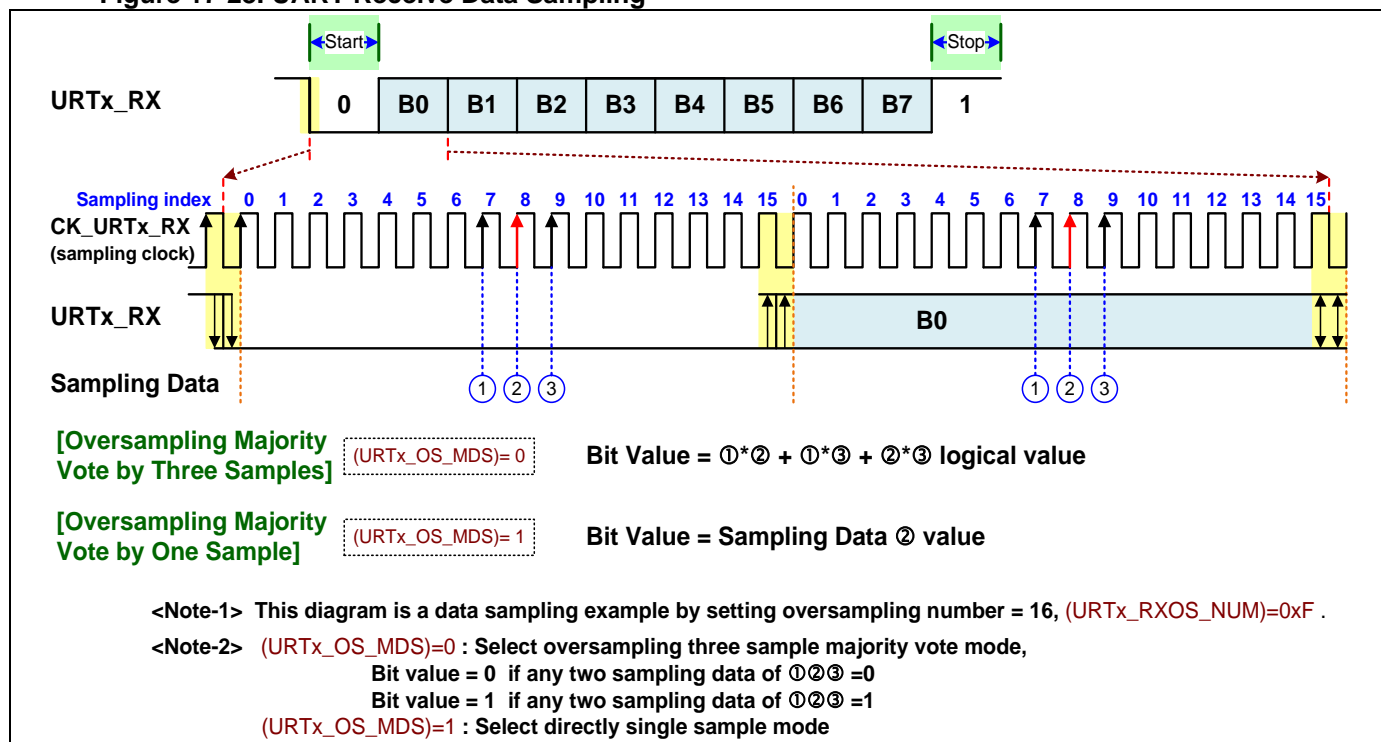 Start
Stop
URTx_RX
0 B0 B1 B2 B3 B4 B5 B6 B7 1
Sampling index 0 1 2 3 4 5 6 7 8 9 10 11 12 13 14 15 0 1 2 3 4 5 6 7 8 9 10 11 12 13 14 15
CK_URTx_RX
(sampling clock)
URTx_RX
B0
Sampling Data
1 2 3 1 2 3
[Oversampling Majority
Vote by Three Samples]
(URTx_OS_MDS)= 0
Bit Value = ①*② + ①*③ + ②*③ logical value
[Oversampling Majority
Vote by One Sample]
(URTx_OS_MDS)= 1
Bit Value = Sampling Data ② value
<Note-1> This diagram is a data sampling example by setting oversampling number = 16, (URTx_RXOS_NUM)=0xF .
<Note-2> (URTx_OS_MDS)=0 : Select oversampling three sample majority vote mode,
Bit value = 0 if any two sampling data of ①②③ =0
Bit value = 1 if any two sampling data of ①②③ =1
(URTx_OS_MDS)=1 : Select directly single sample mode